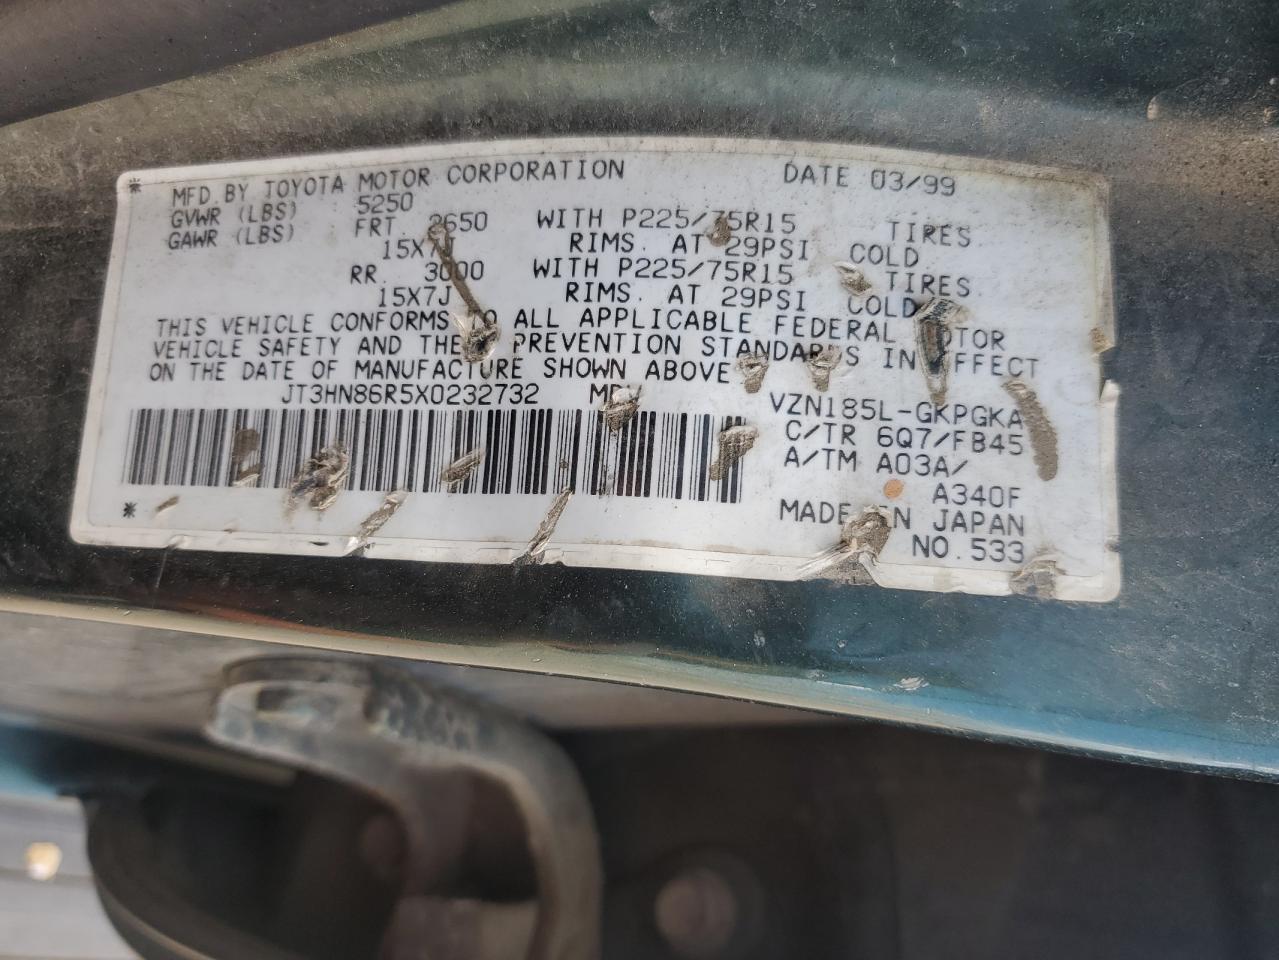 * MFD. BY TOYOTA MOTOR CORPORATION DATE 03/99
GVWR (LBS) 5250
GAWR (LBS) FRT. 2650 WITH P225/75R15 TIRES.
15X7J RIMS. AT 29PSI COLD.
RR. 3000 WITH P225/75R15 TIRES.
15X7J RIMS. AT 29PSI COLD.
THIS VEHICLE CONFORMS TO ALL APPLICABLE FEDERAL MOTOR
VEHICLE SAFETY AND THEFT PREVENTION STANDARDS IN EFFECT
ON THE DATE OF MANUFACTURE SHOWN ABOVE
JT3HN86R5X0232732 VZN185L-GKPGKA
C/TR 6Q7/FB45
A/TM A03A/
A340F
* MADE IN JAPAN
NO.533